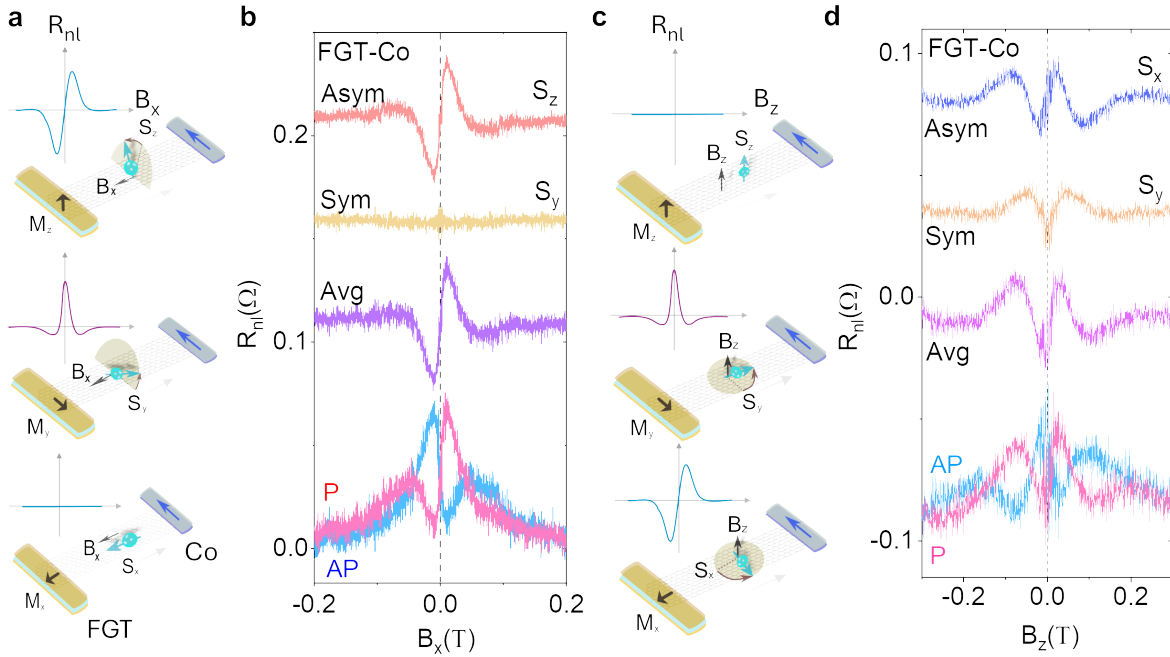 a
R_nl
B_x
S_z
B_x
M_z
B_x
S_y
M_y
B_x
S_x
Co
M_x
FGT
b
FGT-Co
Asym
S_z
0.2
Sym
S_y
Avg
R_nl(Ω)
0.1
P
0.0
AP
-0.2 0.0 0.2
B_x(T)
c
R_nl
B_z
S_z
B_z
M_z
B_z
S_y
M_y
B_z
S_x
M_x
d
FGT-Co
0.1
S_x
Asym
S_y
Sym
0.0
R_nl(Ω)
Avg
AP
-0.1
P
-0.2 0.0 0.2
B_z(T)